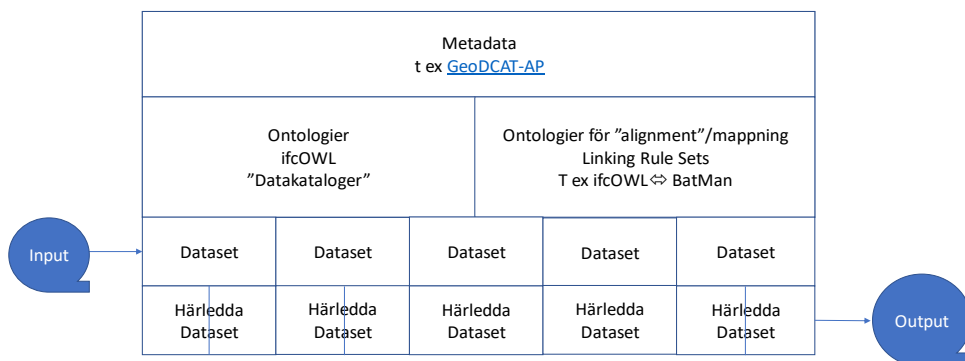 Metadata
t ex GeoDCAT-AP
Ontologier
ifcOWL
”Datakataloger”
Ontologier för ”alignment”/mappning
Linking Rule Sets
T ex ifcOWL⬄ BatMan
Input
Dataset
Dataset
Dataset
Dataset
Dataset
Härledda
Dataset
Härledda
Dataset
Härledda
Dataset
Härledda
Dataset
Härledda
Dataset
Output